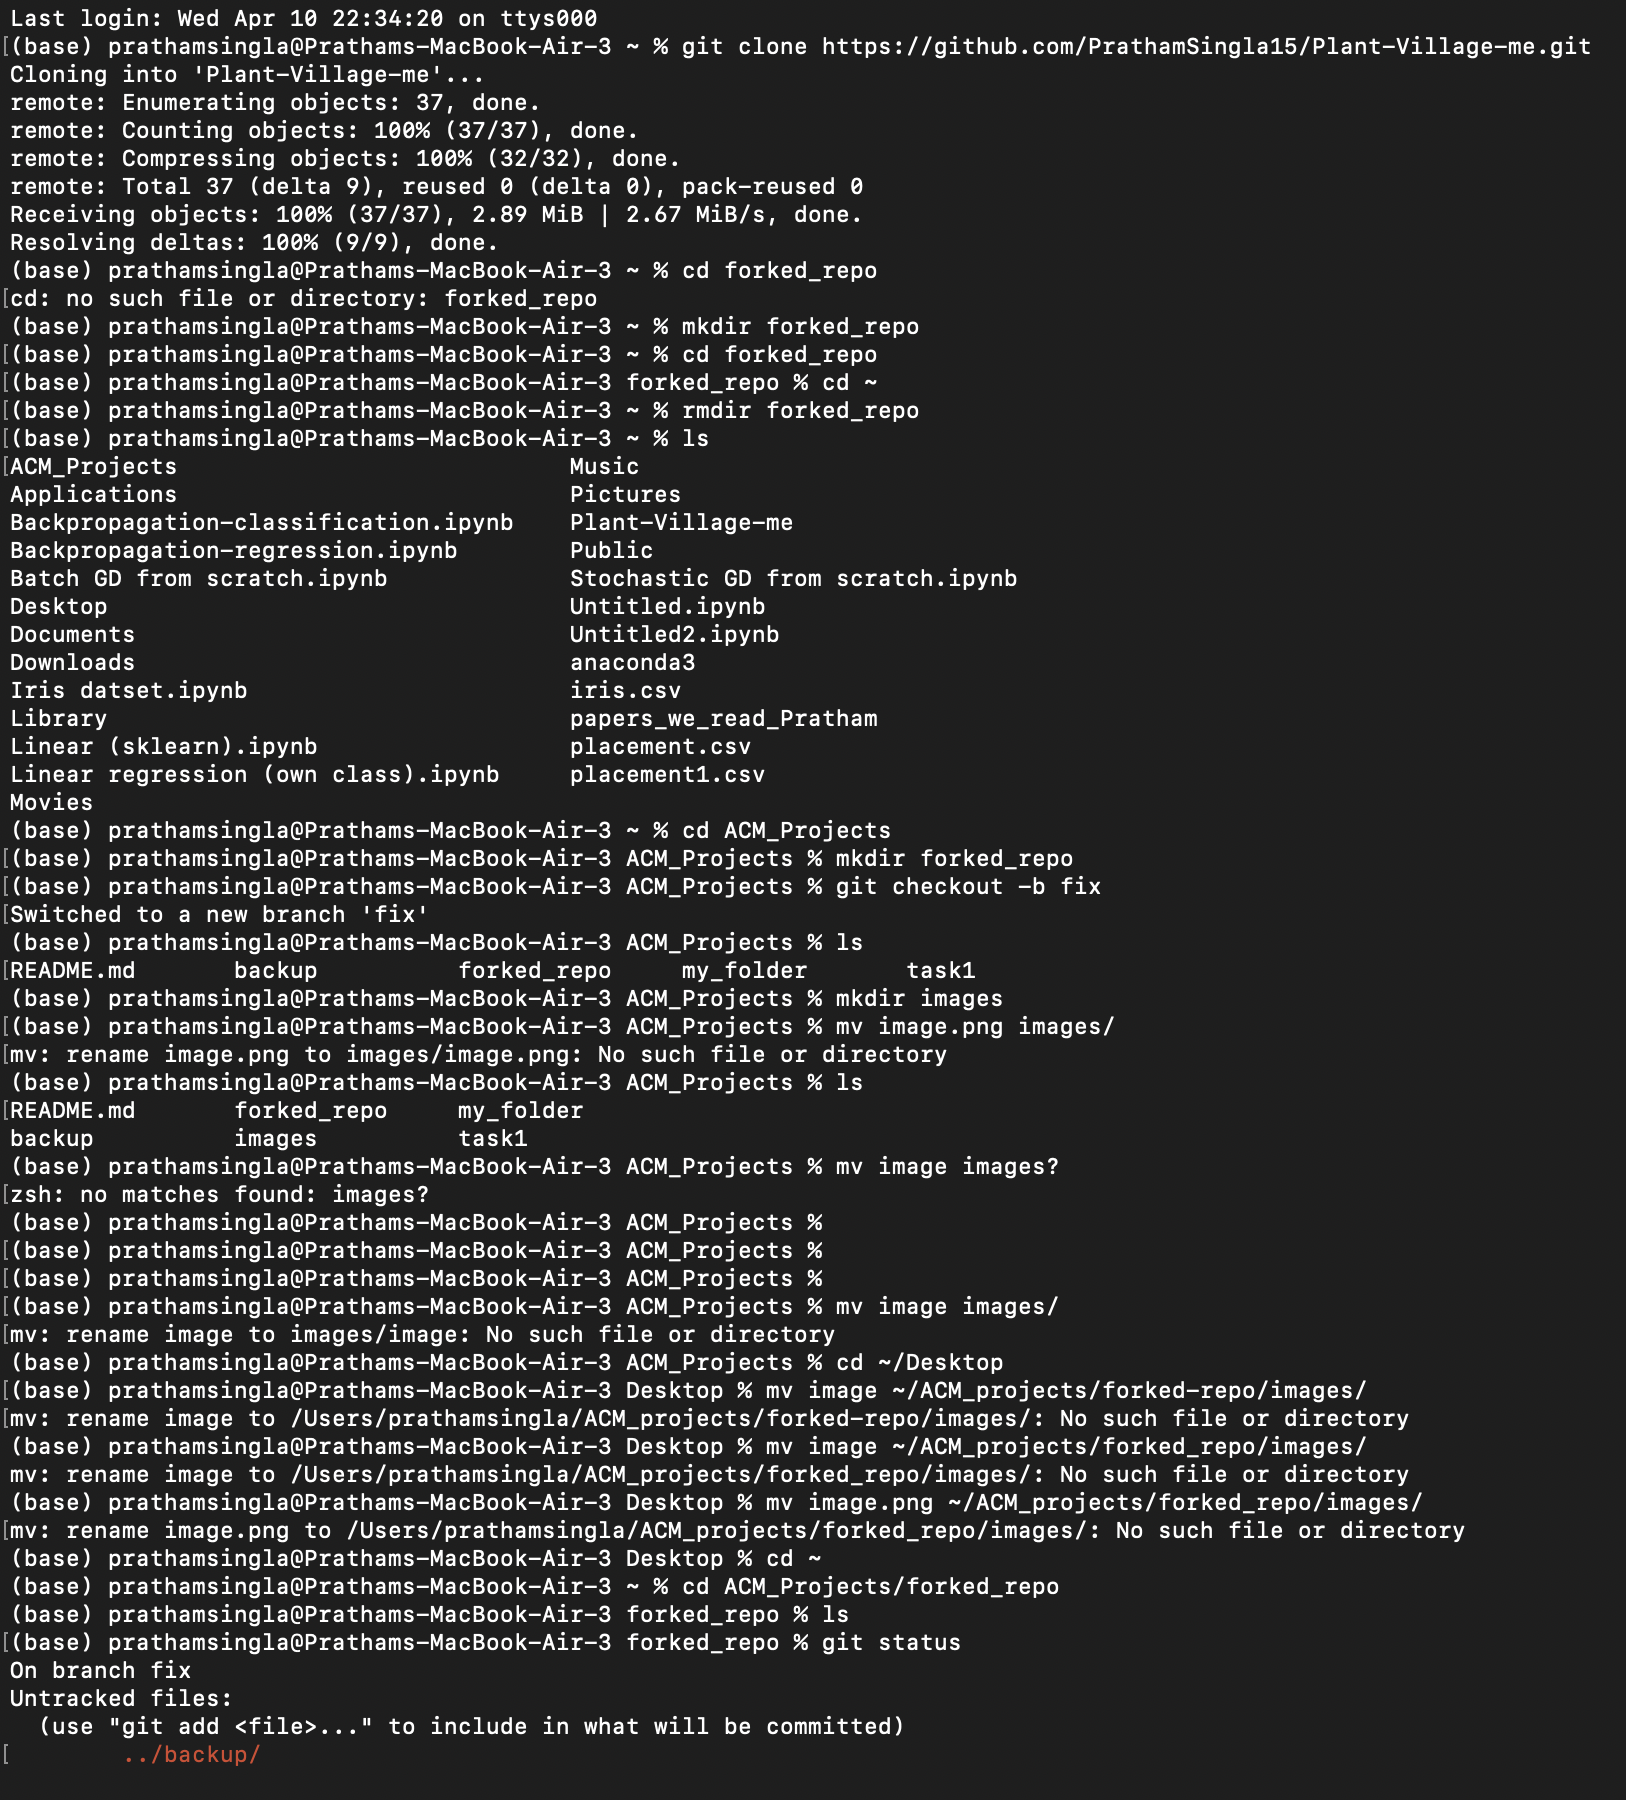 Last login: Wed Apr 10 22:34:20 on ttys000
[(base) prathamsingla@Prathams-MacBook-Air-3 ~ % git clone https://github.com/PrathamSingla15/Plant-Village-me.git
Cloning into 'Plant-Village-me'...
remote: Enumerating objects: 37, done.
remote: Counting objects: 100% (37/37), done.
remote: Compressing objects: 100% (32/32), done.
remote: Total 37 (delta 9), reused 0 (delta 0), pack-reused 0
Receiving objects: 100% (37/37), 2.89 MiB | 2.67 MiB/s, done.
Resolving deltas: 100% (9/9), done.
(base) prathamsingla@Prathams-MacBook-Air-3 ~ % cd forked_repo
[cd: no such file or directory: forked_repo
(base) prathamsingla@Prathams-MacBook-Air-3 ~ % mkdir forked_repo
[(base) prathamsingla@Prathams-MacBook-Air-3 ~ % cd forked_repo
[(base) prathamsingla@Prathams-MacBook-Air-3 forked_repo % cd ~
[(base) prathamsingla@Prathams-MacBook-Air-3 ~ % rmdir forked_repo
[(base) prathamsingla@Prathams-MacBook-Air-3 ~ % ls
[ACM_Projects Music
Applications Pictures
Backpropagation-classification.ipynb Plant-Village-me
Backpropagation-regression.ipynb Public
Batch GD from scratch.ipynb Stochastic GD from scratch.ipynb
Desktop Untitled.ipynb
Documents Untitled2.ipynb
Downloads anaconda3
Iris datset.ipynb iris.csv
Library papers_we_read_Pratham
Linear (sklearn).ipynb placement.csv
Linear regression (own class).ipynb placement1.csv
Movies
(base) prathamsingla@Prathams-MacBook-Air-3 ~ % cd ACM_Projects
[(base) prathamsingla@Prathams-MacBook-Air-3 ACM_Projects % mkdir forked_repo
[(base) prathamsingla@Prathams-MacBook-Air-3 ACM_Projects % git checkout -b fix
[Switched to a new branch 'fix'
(base) prathamsingla@Prathams-MacBook-Air-3 ACM_Projects % ls
[README.md backup forked_repo my_folder task1
(base) prathamsingla@Prathams-MacBook-Air-3 ACM_Projects % mkdir images
[(base) prathamsingla@Prathams-MacBook-Air-3 ACM_Projects % mv image.png images/
[mv: rename image.png to images/image.png: No such file or directory
(base) prathamsingla@Prathams-MacBook-Air-3 ACM_Projects % ls
[README.md forked_repo my_folder
backup images task1
(base) prathamsingla@Prathams-MacBook-Air-3 ACM_Projects % mv image images?
[zsh: no matches found: images?
(base) prathamsingla@Prathams-MacBook-Air-3 ACM_Projects %
[(base) prathamsingla@Prathams-MacBook-Air-3 ACM_Projects %
[(base) prathamsingla@Prathams-MacBook-Air-3 ACM_Projects %
[(base) prathamsingla@Prathams-MacBook-Air-3 ACM_Projects % mv image images/
[mv: rename image to images/image: No such file or directory
(base) prathamsingla@Prathams-MacBook-Air-3 ACM_Projects % cd ~/Desktop
[(base) prathamsingla@Prathams-MacBook-Air-3 Desktop % mv image ~/ACM_projects/forked-repo/images/
[mv: rename image to /Users/prathamsingla/ACM_projects/forked-repo/images/: No such file or directory
(base) prathamsingla@Prathams-MacBook-Air-3 Desktop % mv image ~/ACM_projects/forked_repo/images/
mv: rename image to /Users/prathamsingla/ACM_projects/forked_repo/images/: No such file or directory
(base) prathamsingla@Prathams-MacBook-Air-3 Desktop % mv image.png ~/ACM_projects/forked_repo/images/
[mv: rename image.png to /Users/prathamsingla/ACM_projects/forked_repo/images/: No such file or directory
(base) prathamsingla@Prathams-MacBook-Air-3 Desktop % cd ~
(base) prathamsingla@Prathams-MacBook-Air-3 ~ % cd ACM_Projects/forked_repo
(base) prathamsingla@Prathams-MacBook-Air-3 forked_repo % ls
[(base) prathamsingla@Prathams-MacBook-Air-3 forked_repo % git status
On branch fix
Untracked files:
(use "git add <file>..." to include in what will be committed)
[ ../backup/